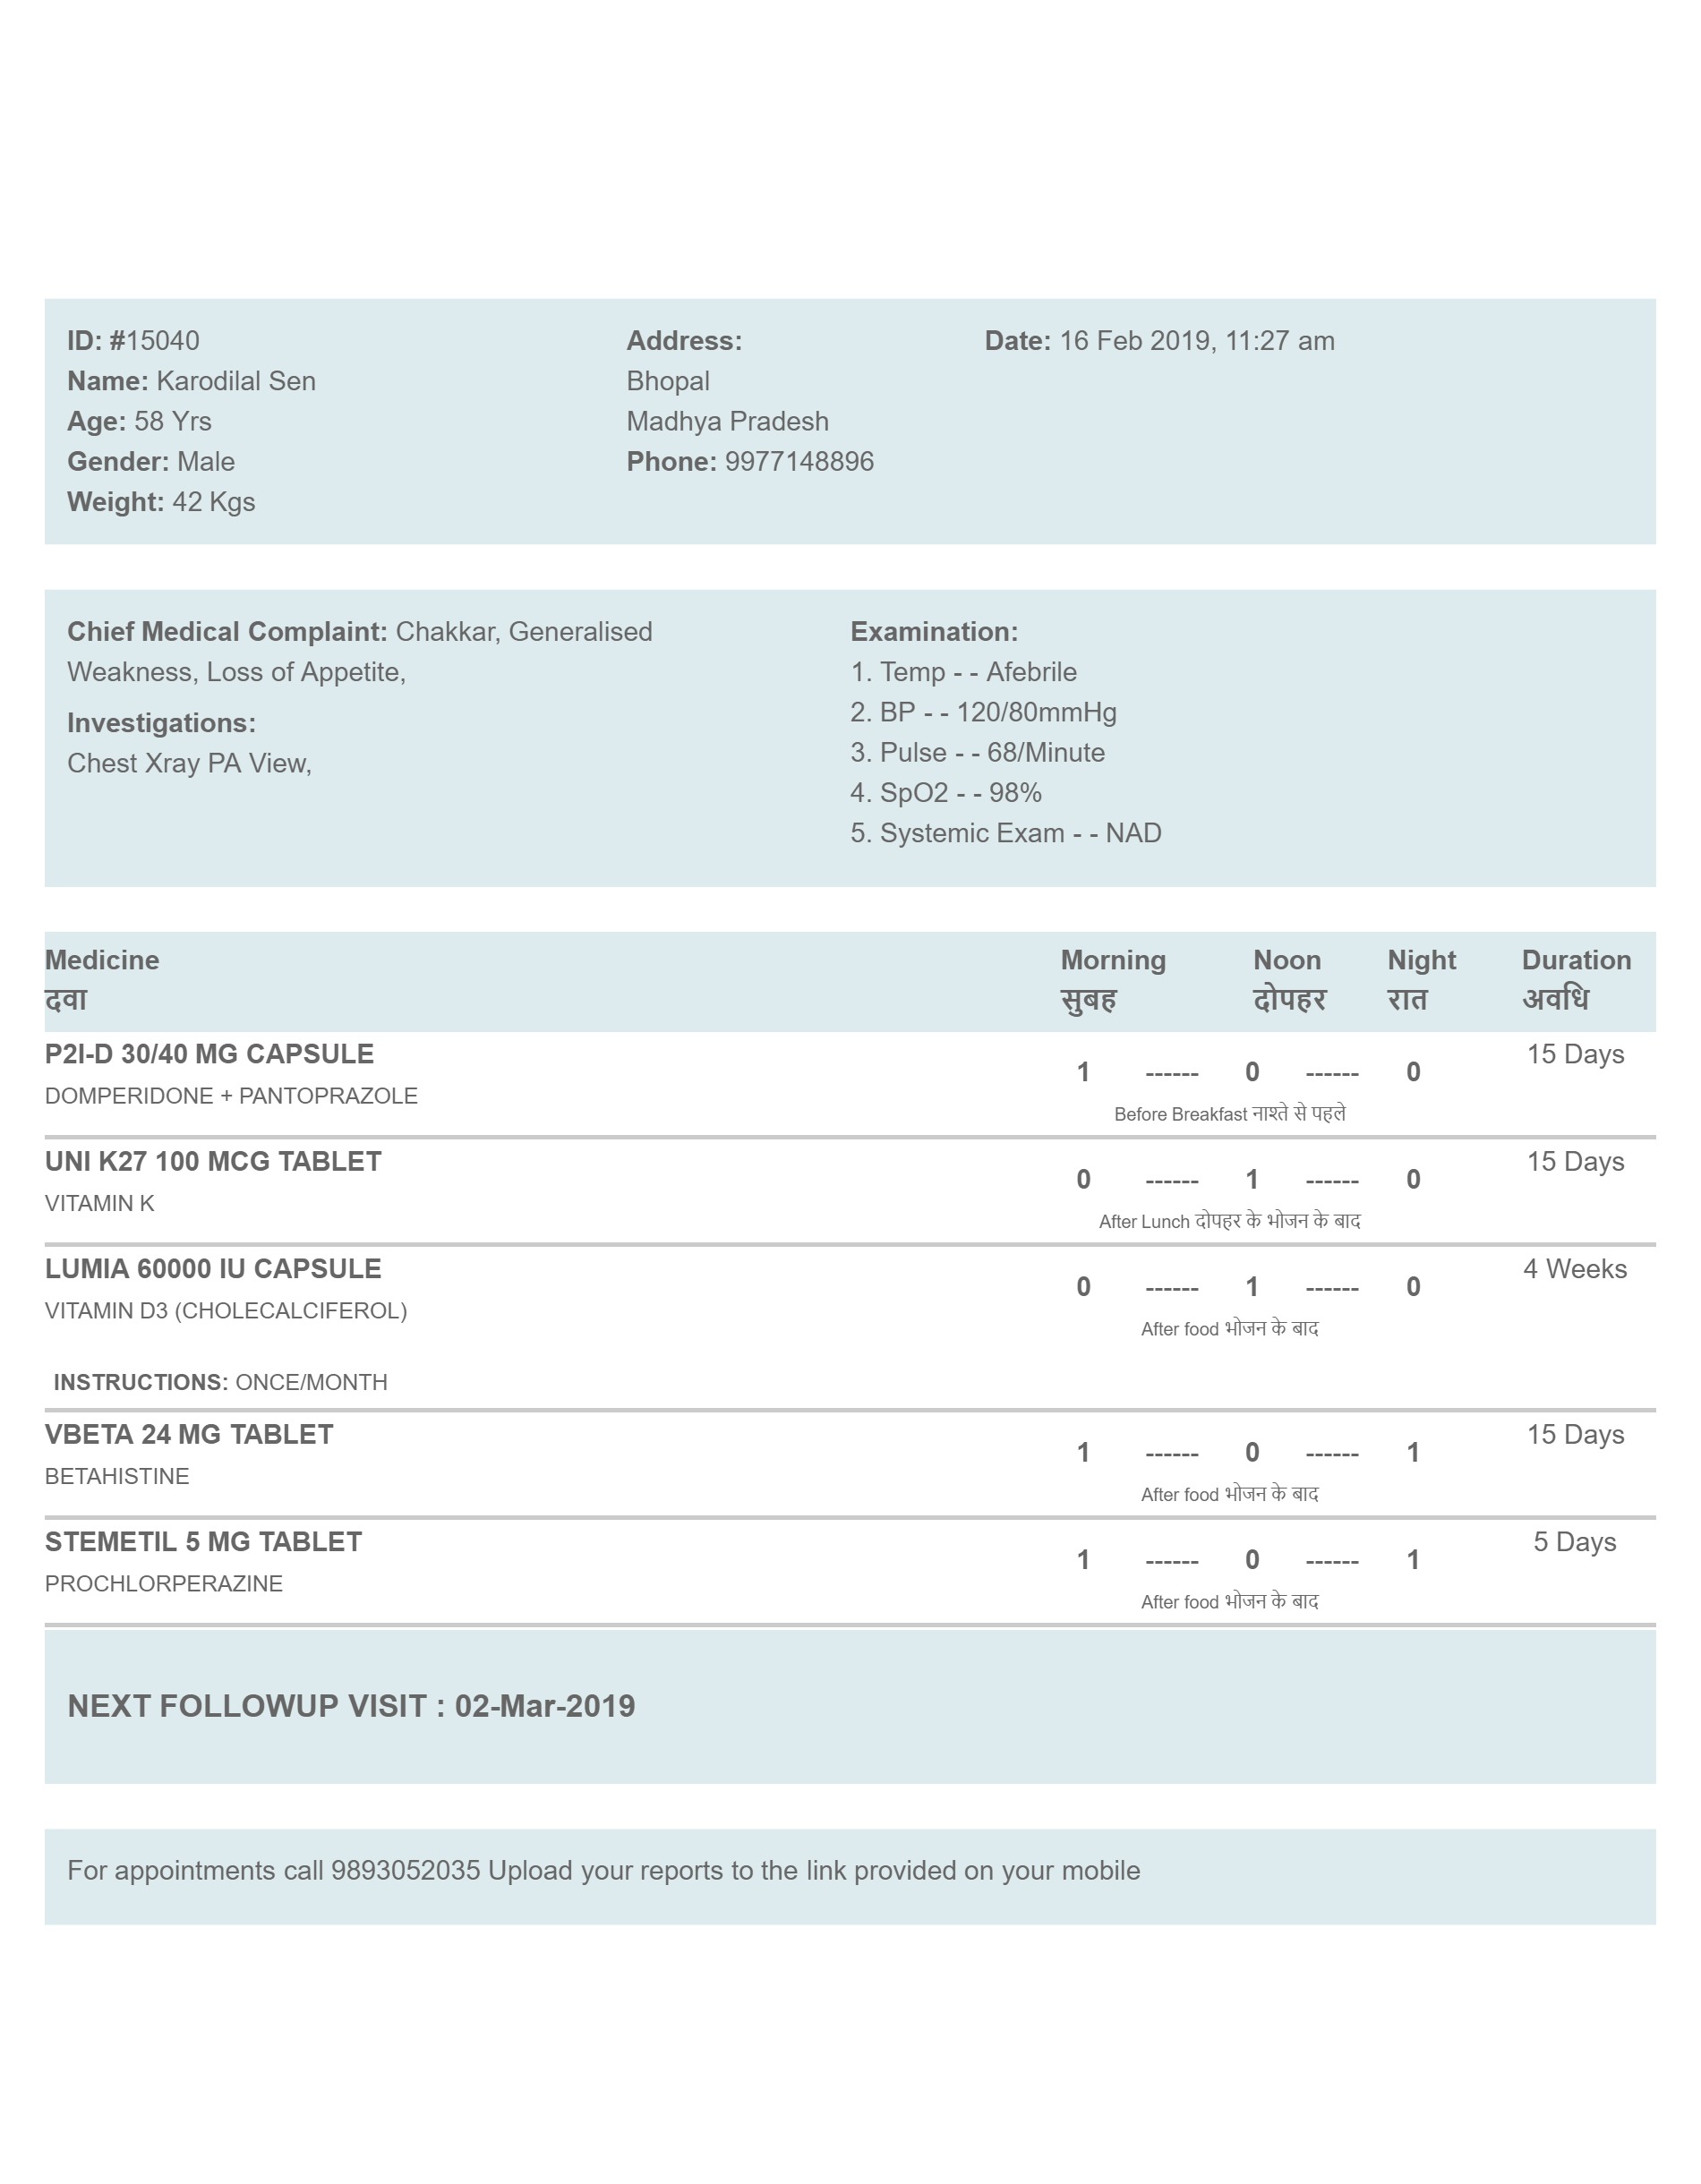 ID: #15040
Name: Karodilal Sen
Age: 58 Yrs
Gender: Male
Weight: 42 Kgs
Address:
Bhopal
Madhya Pradesh
Phone: 9977148896
Date: 16 Feb 2019, 11:27 am
Chief Medical Complaint: Chakkar, Generalised
Weakness, Loss of Appetite,
Investigations:
Chest Xray PA View,
Examination:
1. Temp - - Afebrile
2. BP - - 120/80mmHg
3. Pulse - - 68/Minute
4. SpO2 - - 98%
5. Systemic Exam - - NAD
Medicine Morning Noon Night Duration
दवा सुबह दोपहर रात अवधि
P2I-D 30/40 MG CAPSULE 15 Days
1 ------ 0 ------ 0
DOMPERIDONE + PANTOPRAZOLE
Before Breakfast नाश्ते से पहले
UNI K27 100 MCG TABLET 15 Days
0 ------ 1 ------ 0
VITAMIN K
After Lunch दोपहर के भोजन के बाद
LUMIA 60000 IU CAPSULE 4 Weeks
0 ------ 1 ------ 0
VITAMIN D3 (CHOLECALCIFEROL)
After food भोजन के बाद
INSTRUCTIONS: ONCE/MONTH
VBETA 24 MG TABLET 15 Days
1 ------ 0 ------ 1
BETAHISTINE
After food भोजन के बाद
STEMETIL 5 MG TABLET 5 Days
1 ------ 0 ------ 1
PROCHLORPERAZINE
After food भोजन के बाद
NEXT FOLLOWUP VISIT : 02-Mar-2019
For appointments call 9893052035 Upload your reports to the link provided on your mobile